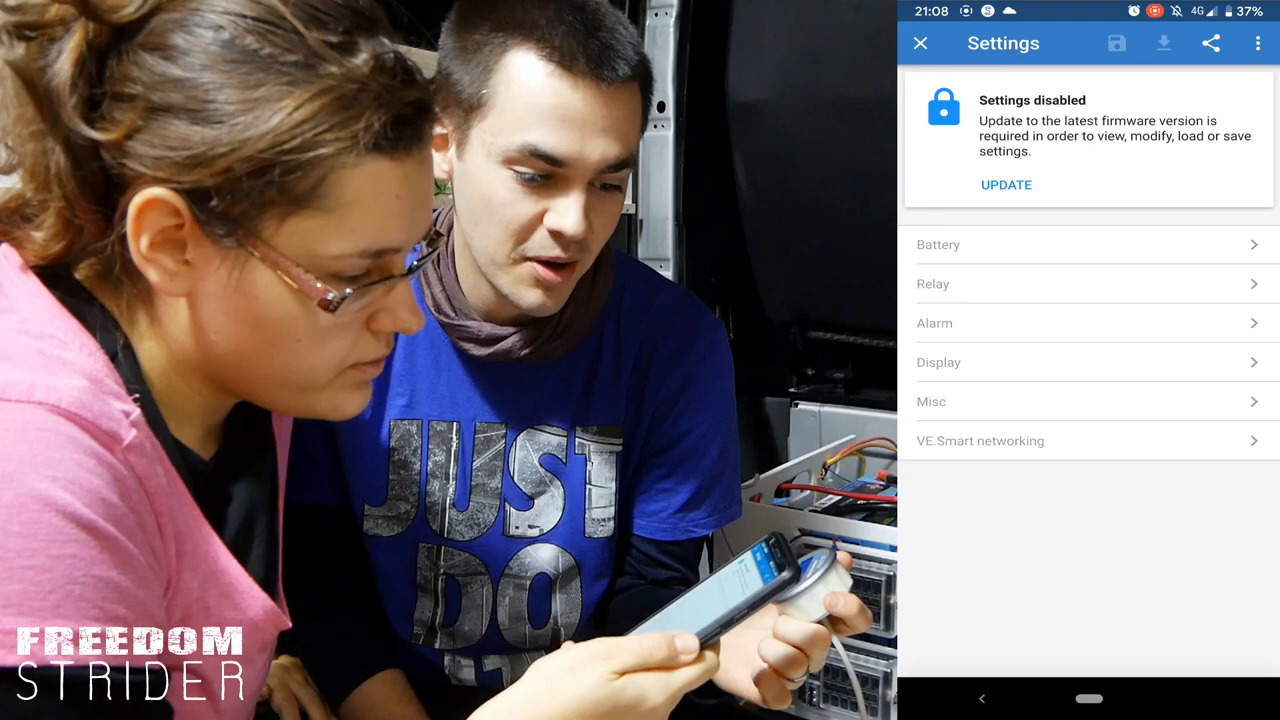 JUST
DO
IT
FREEDOM
STRIDER
21:08
4G
37%
Settings
Settings disabled
Update to the latest firmware version is
required in order to view, modify, load or save
settings.
UPDATE
Battery
Relay
Alarm
Display
Misc
VE.Smart networking